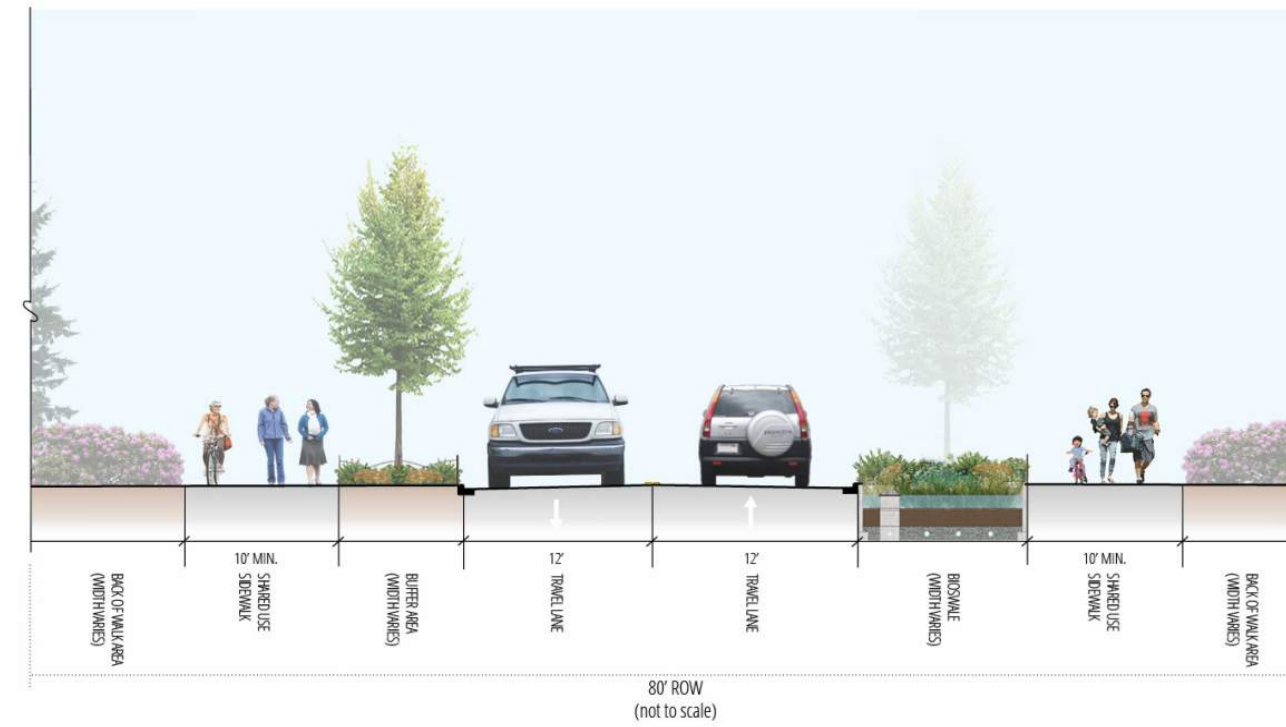 BACK OF WALK AREA
(WIDTH VARIES)
10' MIN.
SHARED USE
SIDEWALK
BUFFER AREA
(WIDTH VARIES)
12'
TRAVEL LANE
12'
TRAVEL LANE
BIOSWALE
(WIDTH VARIES)
10' MIN.
SHARED USE
SIDEWALK
BACK OF WALK AREA
(WIDTH VARIES)
80' ROW
(not to scale)